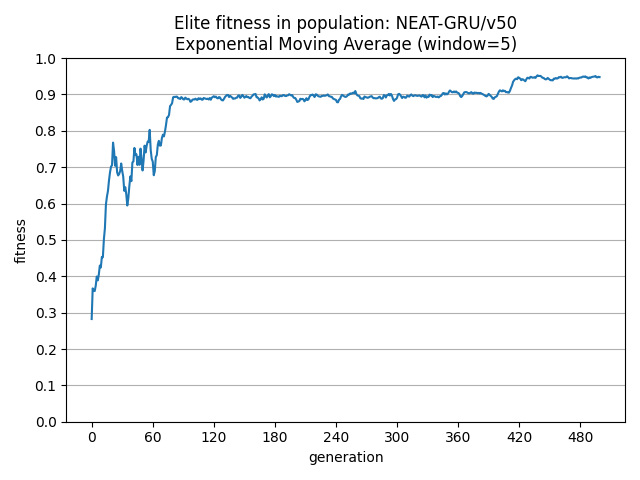 Elite fitness in population: NEAT-GRU/v50
Exponential Moving Average (window=5)
1.0
0.9
0.8
0.7
0.6
0.5
0.4
0.3
0.2
0.1
0.0
fitness
0 60 120 180 240 300 360 420 480
generation